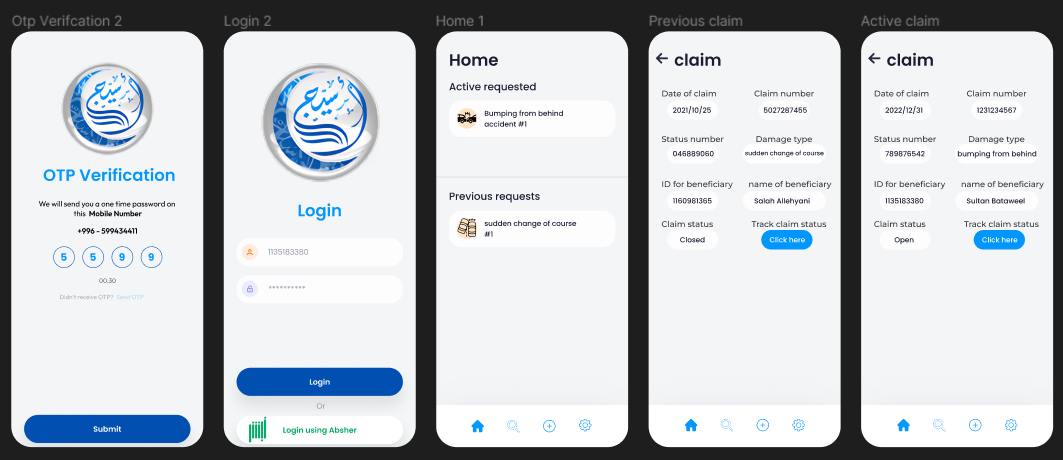 Otp Verifcation 2
OTP Verification
We will send you a one time password on
this Mobile Number
+996 - 599434411
5 5 9 9
00:30
Didn't receive OTP? Send OTP
Submit
Login 2
Login
1135183380
**********
Login
Or
Login using Absher
Home 1
Home
Active requested
Bumping from behind
accident #1
Previous requests
sudden change of course
#1
Previous claim
claim
Date of claim Claim number
2021/10/25 5027287455
Status number Damage type
046889060 sudden change of course
ID for beneficiary name of beneficiary
1160981365 Salah Allehyani
Claim status Track claim status
Closed Click here
Active claim
claim
Date of claim Claim number
2022/12/31 1231234567
Status number Damage type
789876542 bumping from behind
ID for beneficiary name of beneficiary
1135183380 Sultan Bataweel
Claim status Track claim status
Open Click here